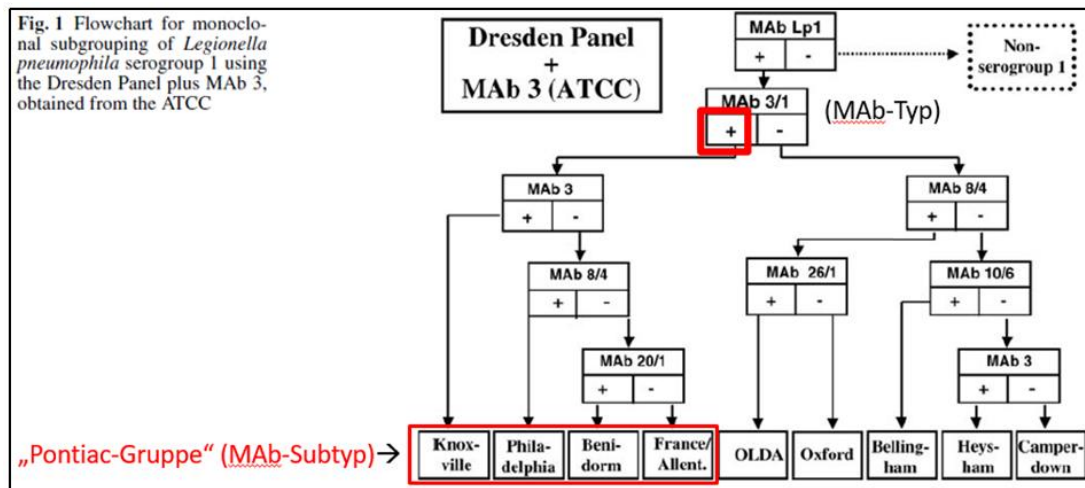 Fig. 1 Flowchart for monoclo-
nal subgrouping of Legionella
pneumophila serogroup 1 using
the Dresden Panel plus MAb 3,
obtained from the ATCC
Dresden Panel
+
MAb 3 (ATCC)
MAb Lp1
+ -
Non-
serogroup 1
MAb 3/1
+ -
(MAb-Typ)
MAb 3
+ -
MAb 8/4
+ -
MAb 8/4
+ -
MAb 26/1
+ -
MAb 10/6
+ -
MAb 20/1
+ -
MAb 3
+ -
„Pontiac-Gruppe“ (MAb-Subtyp)→
Knox-
ville
Phila-
delphia
Beni-
dorm
France/
Allent.
OLDA
Oxford
Belling-
ham
Heys-
ham
Camper-
down